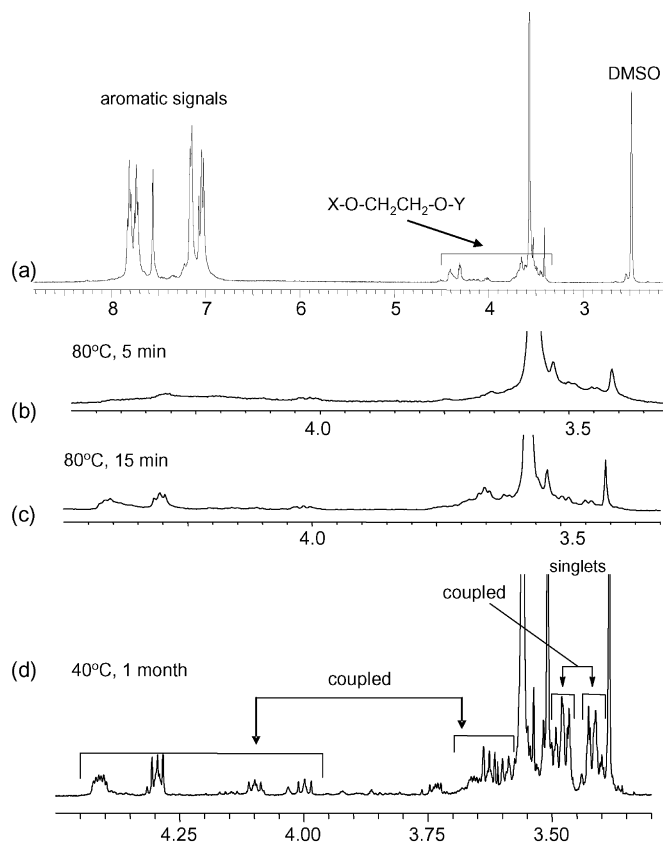 DMSO
aromatic signals
X-O-CH₂CH₂-O-Y
(a)
8 7 6 5 4 3
80°C, 5 min
(b)
4.0 3.5
80°C, 15 min
(c)
4.0 3.5
singlets
coupled
(d) 40°C, 1 month
coupled
4.25 4.00 3.75 3.50